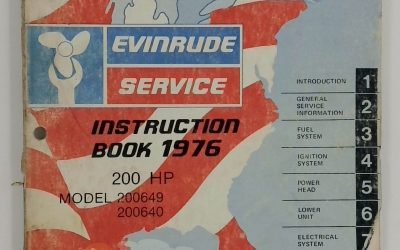 EVINRUDE
SERVICE
INSTRUCTION
BOOK 1976
200 HP
MODEL 200649
200640
INTRODUCTION 1
GENERAL
SERVICE
INFORMATION 2
FUEL
SYSTEM 3
IGNITION
SYSTEM 4
POWER
HEAD 5
LOWER
UNIT 6
ELECTRICAL
SYSTEM 7